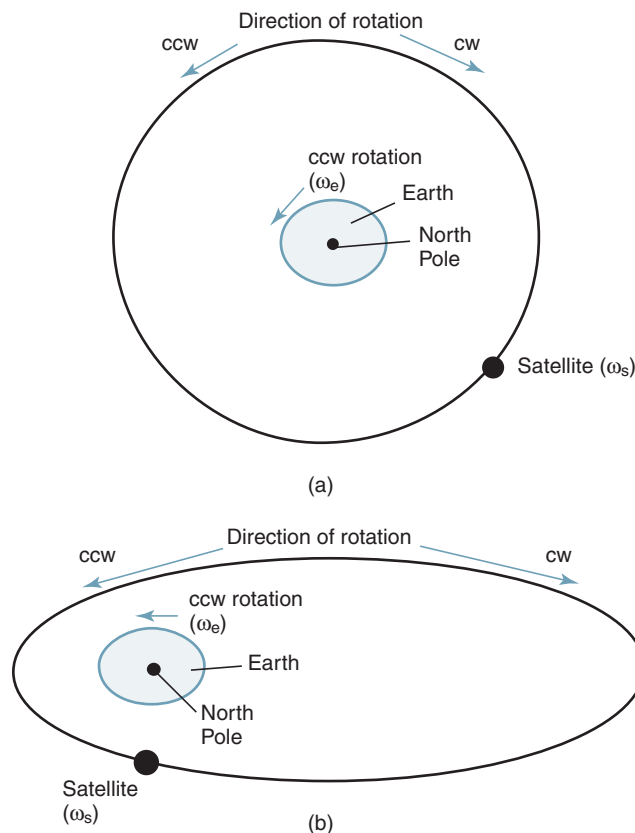 Direction of rotation
ccw
cw
ccw rotation
(ωe)
Earth
North
Pole
Satellite (ωs)
(a)
Direction of rotation
ccw
cw
ccw rotation
(ωe)
Earth
North
Pole
Satellite
(ωs)
(b)